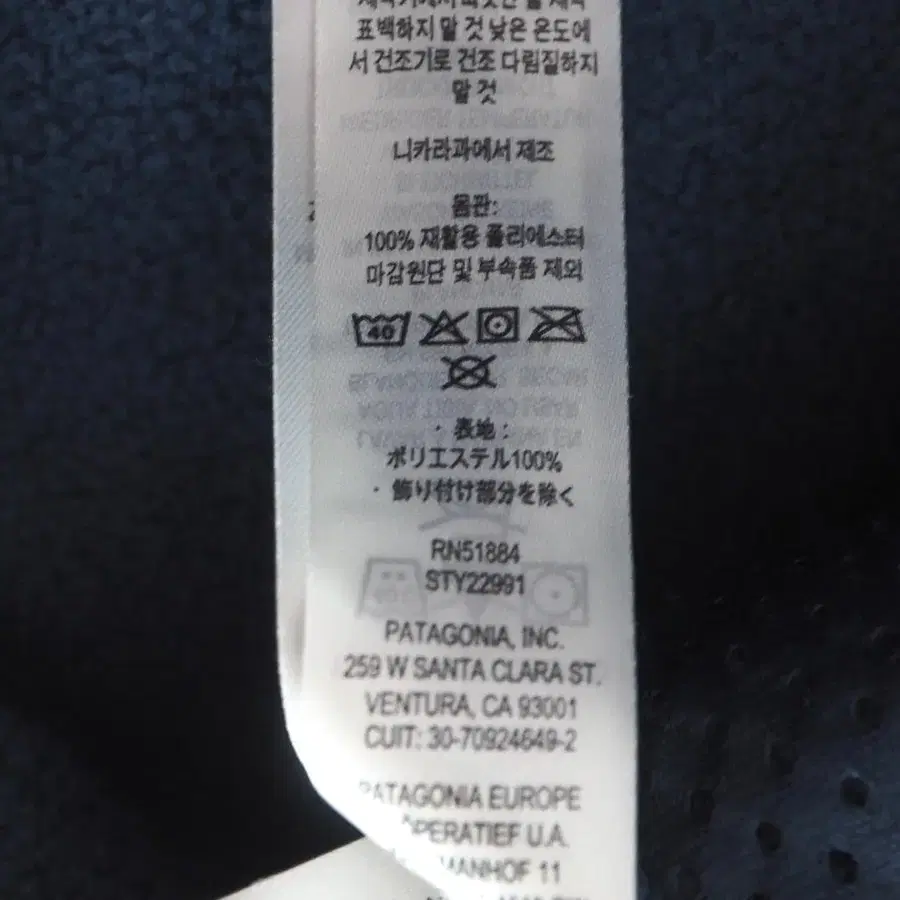 표백하지 말 것 낮은 온도에
서 건조기로 건조 다림질하지
말 것
니카라과에서 제조
몸판:
100% 재활용 폴리에스터
마감원단 및 부속품 제외
40
・表地:
ポリエステル100%
・飾り付け部分を除く
RN51884
STY22991
PATAGONIA, INC.
259 W SANTA CLARA ST.
VENTURA, CA 93001
CUIT: 30-70924649-2
PATAGONIA EUROPE
U.A.
11